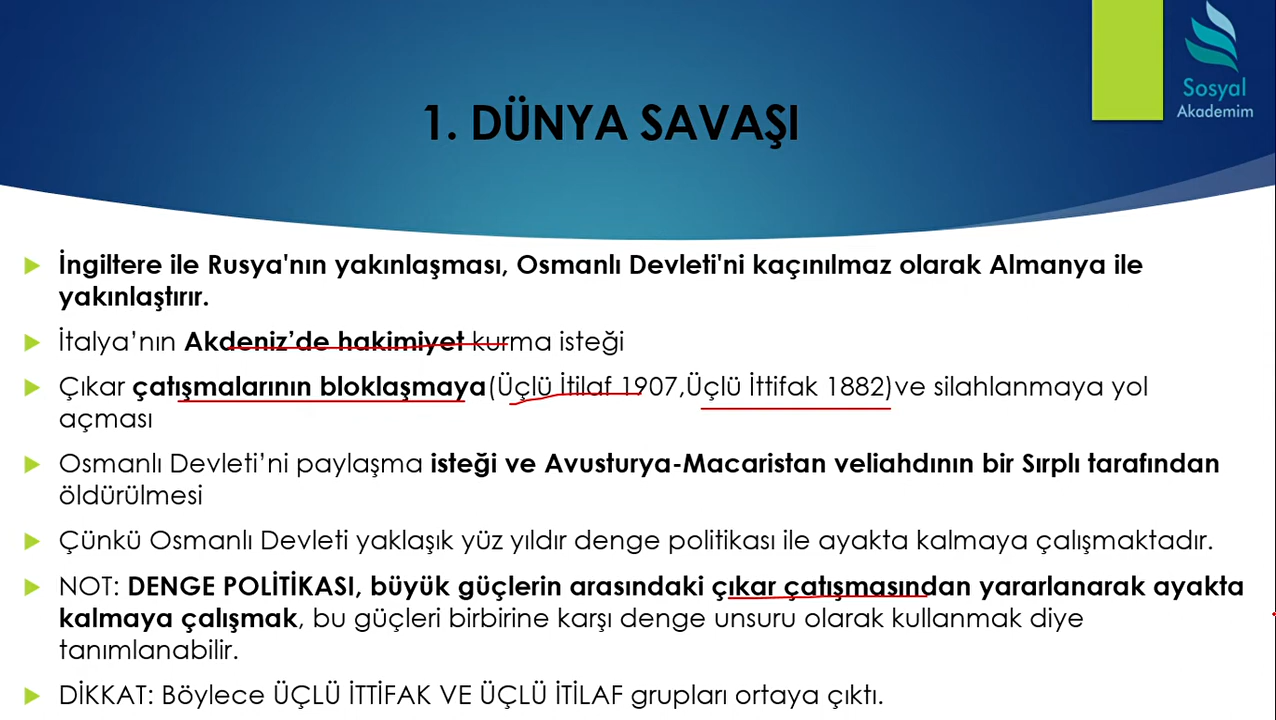 Sosyal
Akademim
1. DÜNYA SAVAŞI
İngiltere ile Rusya'nın yakınlaşması, Osmanlı Devleti'ni kaçınılmaz olarak Almanya ile
yakınlaştırır.
İtalya’nın Akdeniz’de hakimiyet kurma isteği
Çıkar çatışmalarının bloklaşmaya(Üçlü İtilaf 1907,Üçlü İttifak 1882)ve silahlanmaya yol
açması
Osmanlı Devleti’ni paylaşma isteği ve Avusturya-Macaristan veliahdının bir Sırplı tarafından
öldürülmesi
Çünkü Osmanlı Devleti yaklaşık yüz yıldır denge politikası ile ayakta kalmaya çalışmaktadır.
NOT: DENGE POLİTİKASI, büyük güçlerin arasındaki çıkar çatışmasından yararlanarak ayakta
kalmaya çalışmak, bu güçleri birbirine karşı denge unsuru olarak kullanmak diye
tanımlanabilir.
DİKKAT: Böylece ÜÇLÜ İTTİFAK VE ÜÇLÜ İTİLAF grupları ortaya çıktı.